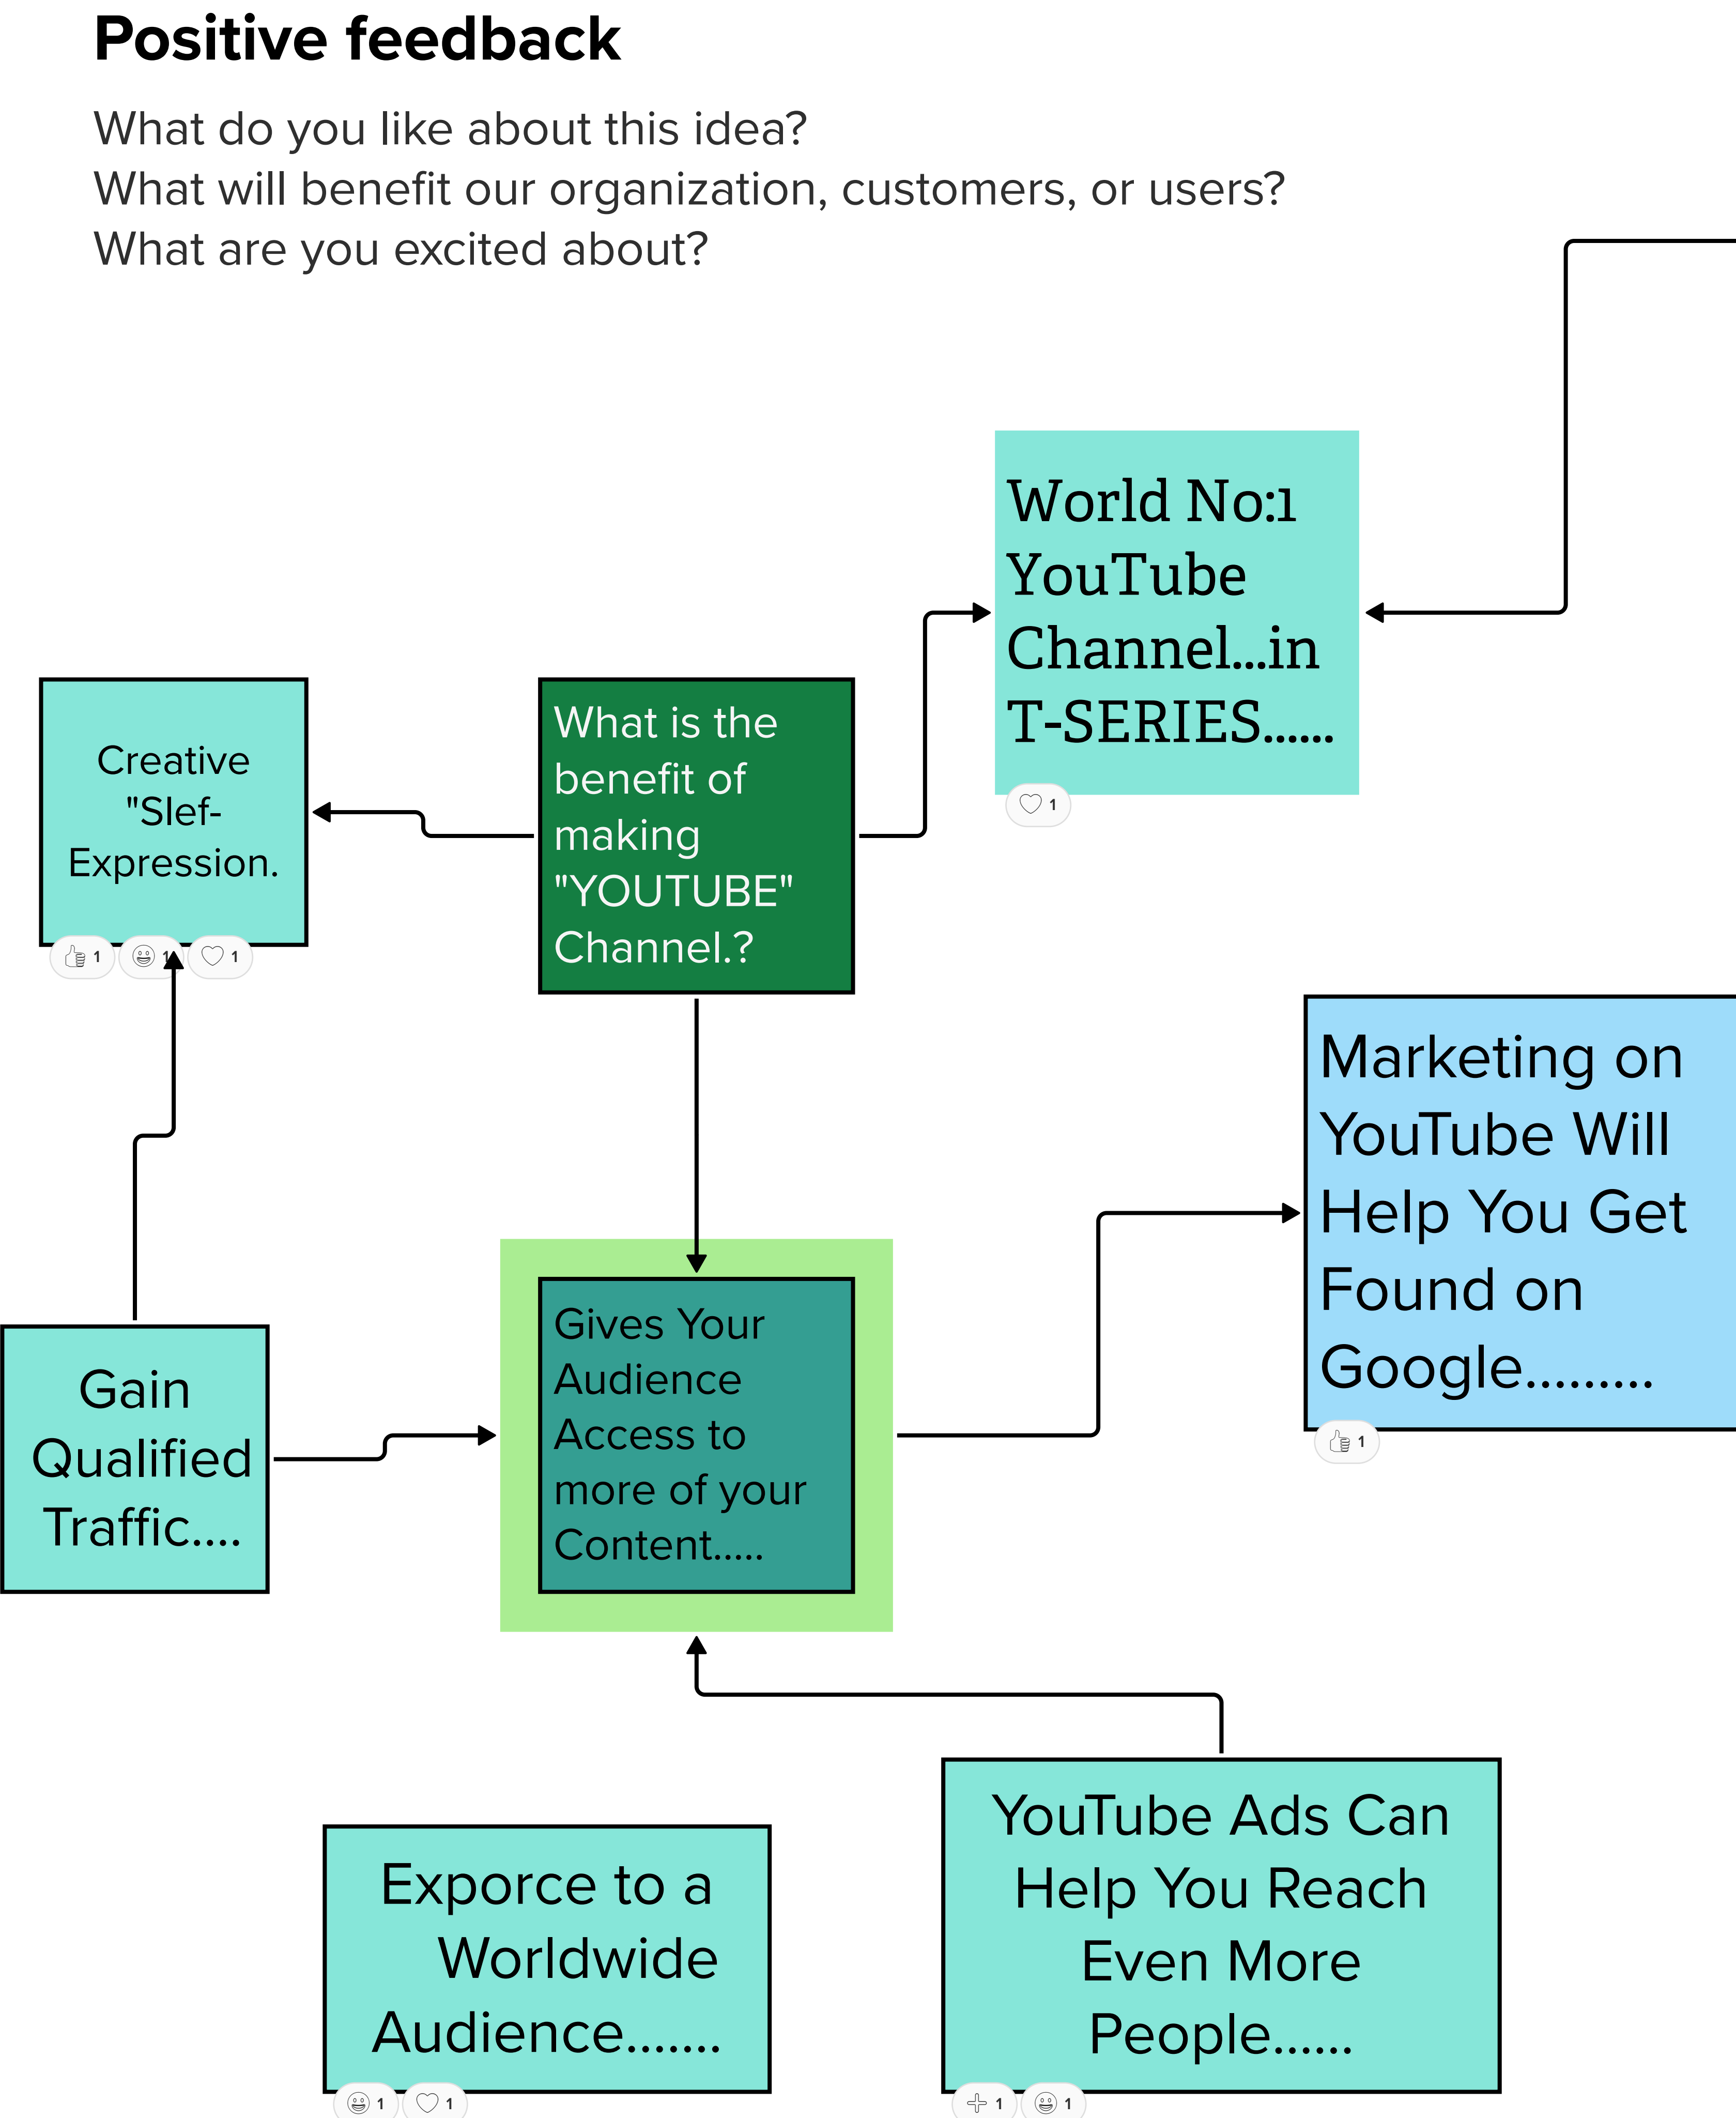 Positive feedback
What do you like about this idea?
What will benefit our organization, customers, or users?
What are you excited about?
World No:1
YouTube
Channel...in
T-SERIES......
1
Creative
"Slef-
Expression.
1
1
1
What is the
benefit of
making
"YOUTUBE"
Channel.?
Marketing on
YouTube Will
Help You Get
Found on
Google.........
1
Gives Your
Audience
Access to
more of your
Content.....
Gain
Qualified
Traffic....
YouTube Ads Can
Help You Reach
Even More
People......
1
1
Exporce to a
Worldwide
Audience.......
1
1